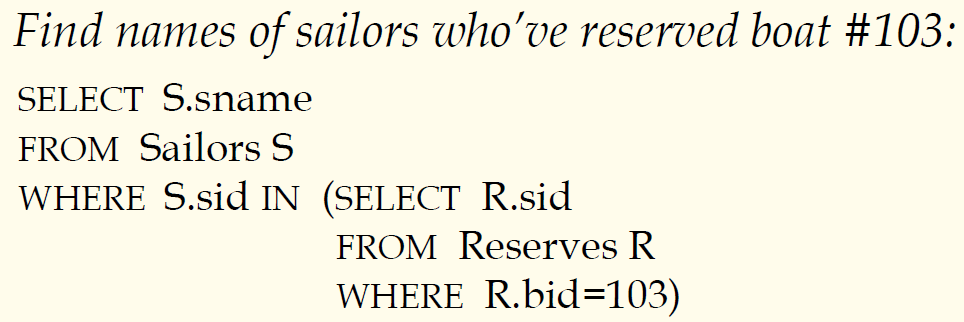 Find names of sailors who've reserved boat #103:
SELECT S.sname
FROM Sailors S
WHERE S.sid IN (SELECT R.sid
FROM Reserves R
WHERE R.bid=103)